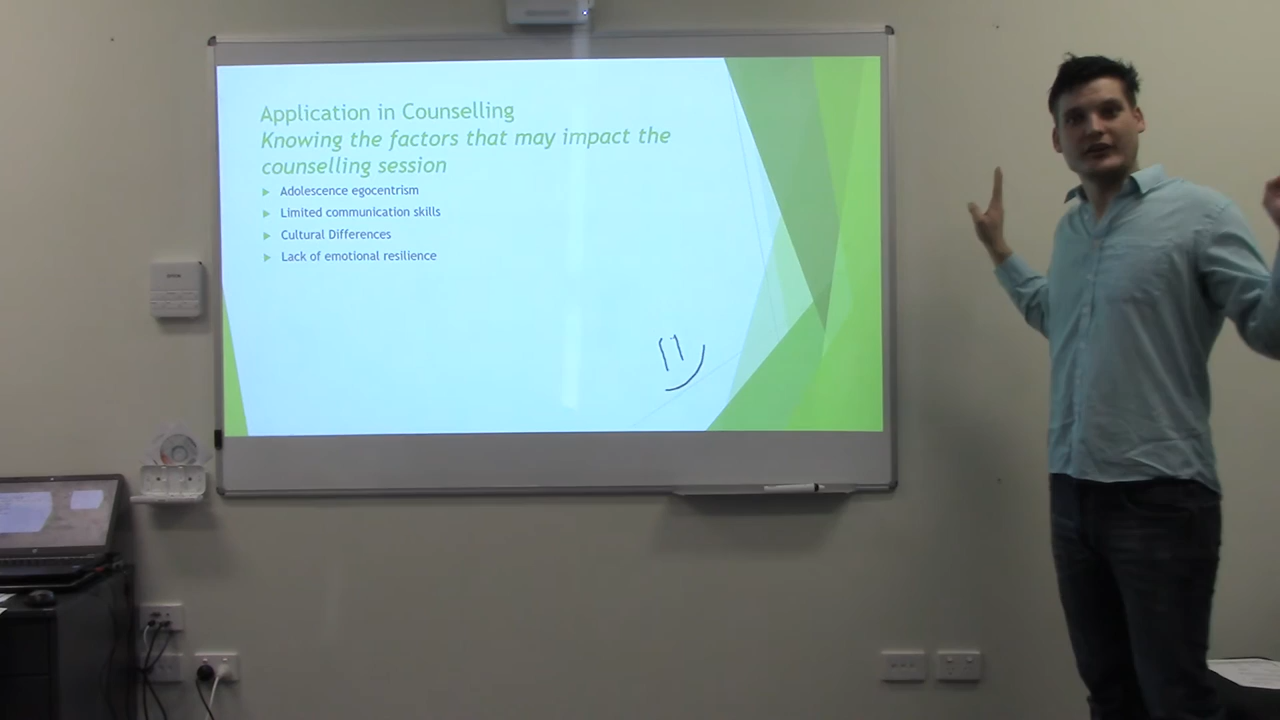 Application in Counselling
Knowing the factors that may impact the
counselling session
Adolescence egocentrism
Limited communication skills
Cultural Differences
Lack of emotional resilience